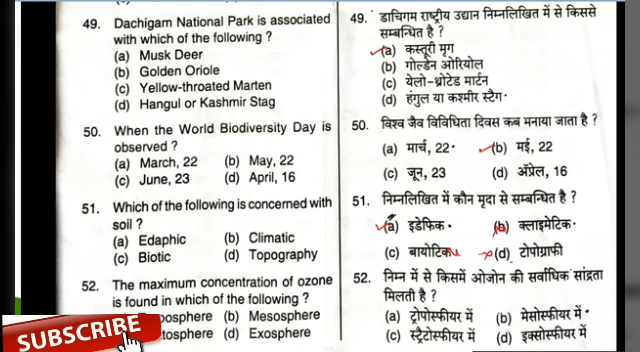 49. Dachigam National Park is associated
with which of the following ?
(a) Musk Deer
(b) Golden Oriole
(c) Yellow-throated Marten
(d) Hangul or Kashmir Stag
50. When the World Biodiversity Day is
observed ?
(a) March, 22 (b) May, 22
(c) June, 23 (d) April, 16
51. Which of the following is concerned with
soil ?
(a) Edaphic (b) Climatic
(c) Biotic (d) Topography
52. The maximum concentration of ozone
is found in which of the following ?
posphere (b) Mesosphere
tosphere (d) Exosphere
SUBSCRIBE
49. डाचिगम राष्ट्रीय उद्यान निम्नलिखित में से किससे
सम्बन्धित है ?
(a) कस्तूरी मृग
(b) गोल्डेन ओरियोल
(c) येलो-थ्रोटेड मार्टन
(d) हंगुल या कश्मीर स्टैग
50. विश्व जैव विविधिता दिवस कब मनाया जाता है ?
(a) मार्च, 22 (b) मई, 22
(c) जून, 23 (d) अप्रैल, 16
51. निम्नलिखित में कौन मृदा से सम्बन्धित है ?
(a) इडेफिक (b) क्लाइमेटिक
(c) बायोटिक (d) टोपोग्राफी
52. निम्न में से किसमें ओजोन की सर्वाधिक सांद्रता
मिलती है ?
(a) ट्रोपोस्फीयर में (b) मेसोस्फीयर में
(c) स्ट्रैटोस्फीयर में (d) इक्सोस्फीयर में